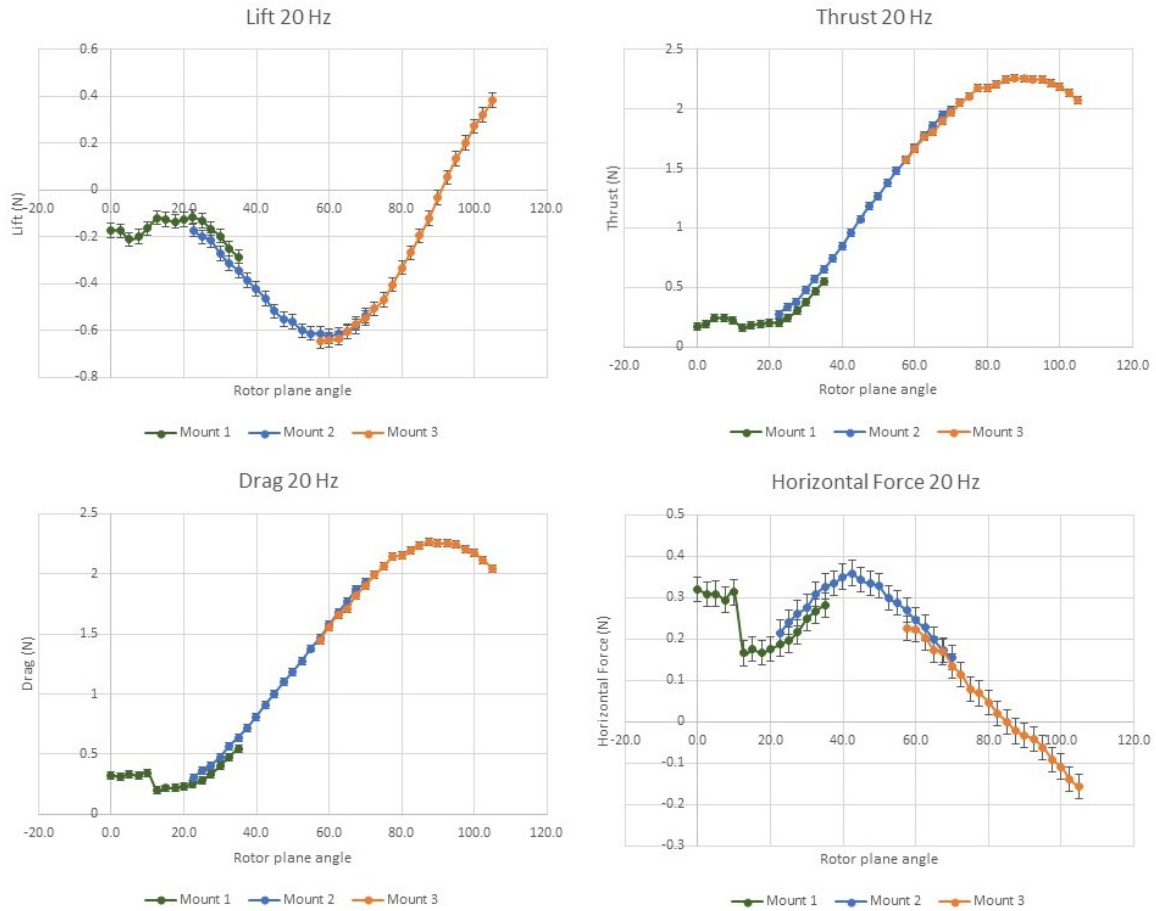 Lift 20 Hz
0.6
0.4
0.2
0
-0.2
-0.4
-0.6
-0.8
-20.0 0.0 20.0 40.0 60.0 80.0 100.0 120.0
Lift (N)
Rotor plane angle
Mount 1 Mount 2 Mount 3
Thrust 20 Hz
2.5
2
1.5
1
0.5
0
-20.0 0.0 20.0 40.0 60.0 80.0 100.0 120.0
Thrust (N)
Rotor plane angle
Mount 1 Mount 2 Mount 3
Drag 20 Hz
2.5
2
1.5
1
0.5
0
-20.0 0.0 20.0 40.0 60.0 80.0 100.0 120.0
Drag (N)
Rotor plane angle
Mount 1 Mount 2 Mount 3
Horizontal Force 20 Hz
0.5
0.4
0.3
0.2
0.1
0
-0.1
-0.2
-0.3
-20.0 0.0 20.0 40.0 60.0 80.0 100.0 120.0
Horizontal Force (N)
Rotor plane angle
Mount 1 Mount 2 Mount 3